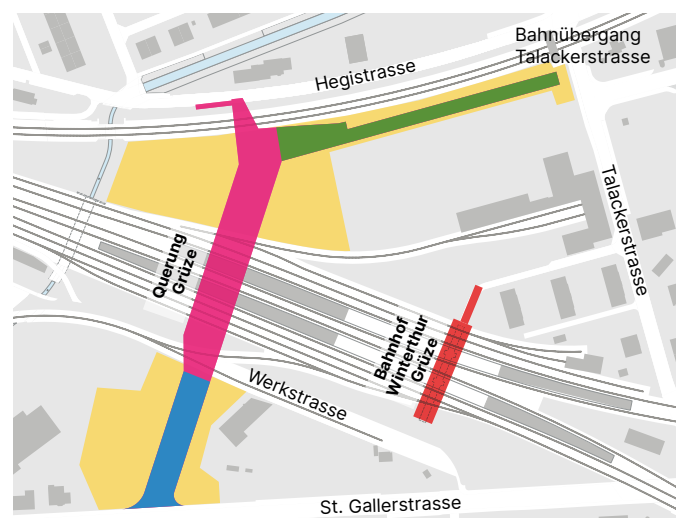 Bahnübergang
Talackerstrasse
Hegistrasse
Talackerstrasse
Querung
Grüze
Bahnhof
Winterthur
Grüze
Werkstrasse
St. Gallerstrasse